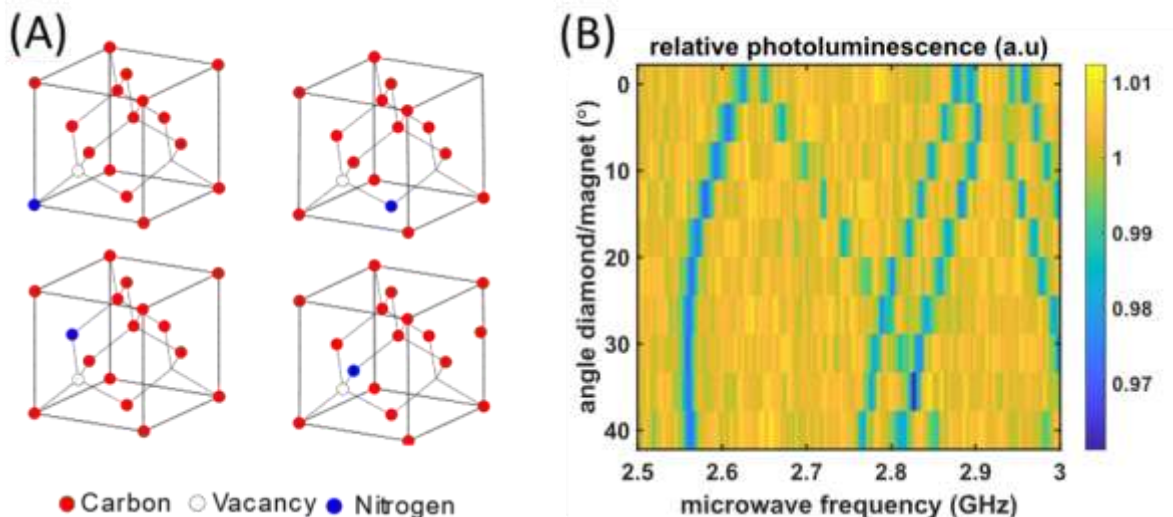 (A)
Carbon Vacancy Nitrogen
(B)
relative photoluminescence (a.u)
angle diamond/magnet (°)
0
10
20
30
40
2.5 2.6 2.7 2.8 2.9 3
microwave frequency (GHz)
1.01
1
0.99
0.98
0.97